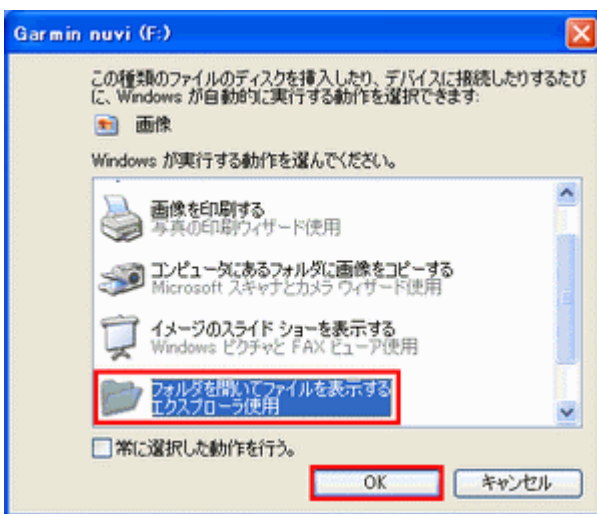 Garmin nuvi (F:)
この種類のファイルのディスクを挿入したり、デバイスに接続したりするたび
に、Windows が自動的に実行する動作を選択できます:
画像
Windows が実行する動作を選んでください。
画像を印刷する
写真の印刷ウィザード使用
コンピュータにあるフォルダに画像をコピーする
Microsoft スキャナとカメラ ウィザード使用
イメージのスライド ショーを表示する
Windows ピクチャと FAX ビューア使用
フォルダを開いてファイルを表示する
エクスプローラ使用
常に選択した動作を行う。
OK
キャンセル